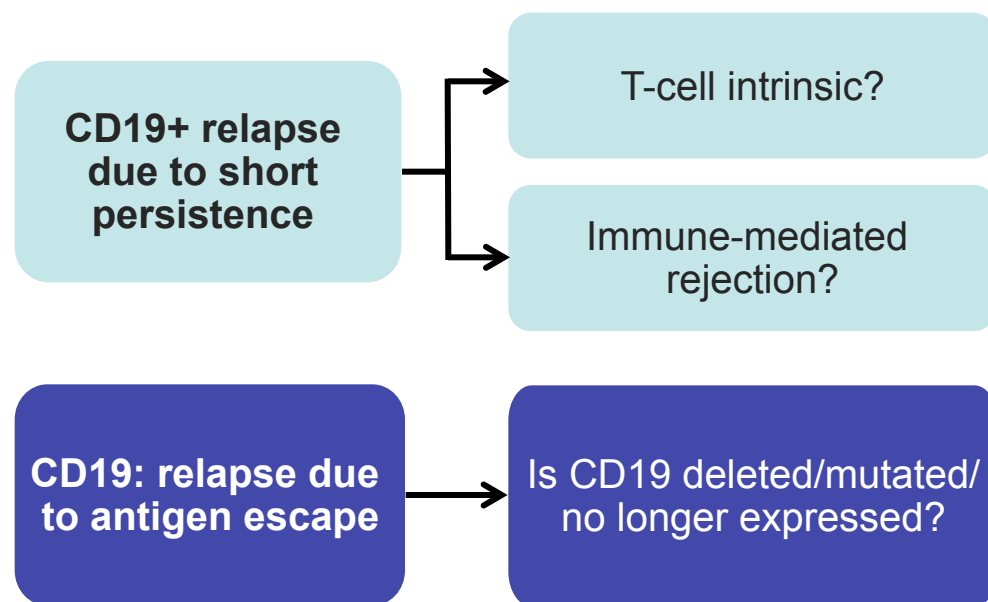 CD19+ relapse
due to short
persistence
T-cell intrinsic?
Immune-mediated
rejection?
CD19: relapse due
to antigen escape
Is CD19 deleted/mutated/
no longer expressed?